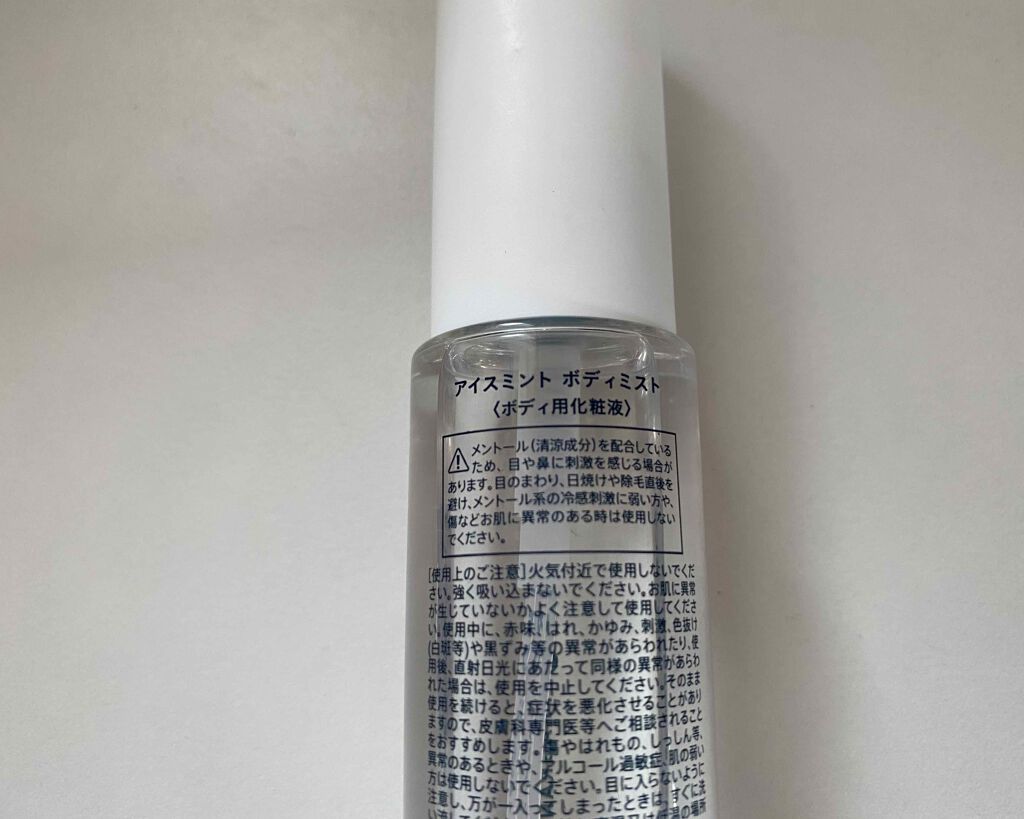 アイスミント ボディミスト
〈ボディ用化粧液〉
メントール(清涼成分)を配合している
ため、目や鼻に刺激を感じる場合が
あります。目のまわり、日焼けや除毛直後を
避け、メントール系の冷感刺激に弱い方や、
傷などお肌に異常のある時は使用しない
でください。
[使用上のご注意]火気付近で使用しないでくだ
さい。強く吸い込まないでください。お肌に異常
が生じていないかよく注意して使用してくださ
い。使用中に、赤味、はれ、かゆみ、刺激、色抜け
(白斑等)や黒ずみ等の異常があらわれたり、使
用後、直射日光にあたって同様の異常があらわ
れた場合は、使用を中止してください。そのまま
使用を続けると、症状を悪化させることがあり
ますので、皮膚科専門医等へご相談されること
をおすすめします。傷やはれもの、しっしん等、
異常のあるときや、アルコール過敏症、肌の弱い
方は使用しないでください。目に入らないように
注意し、万が一入ってしまったときは、すぐに洗